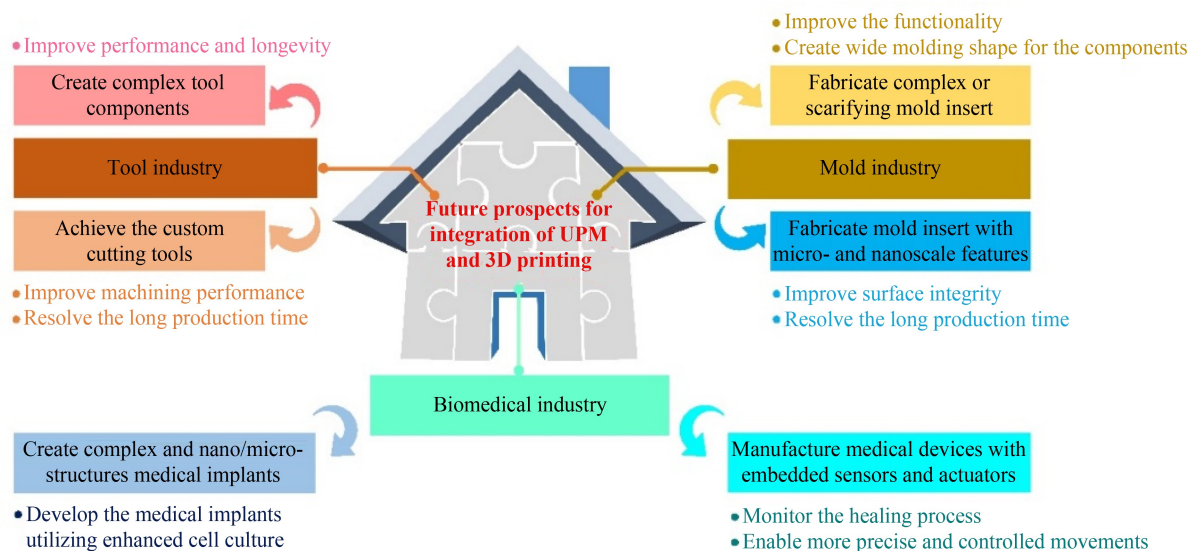 • Improve performance and longevity
Create complex tool
components
Tool industry
Achieve the custom
cutting tools
• Improve machining performance
• Resolve the long production time
• Improve the functionality
• Create wide molding shape for the components
Fabricate complex or
scarifying mold insert
Mold industry
Fabricate mold insert with
micro- and nanoscale features
• Improve surface integrity
• Resolve the long production time
Future prospects for
integration of UPM
and 3D printing
Biomedical industry
Create complex and nano/micro-
structures medical implants
• Develop the medical implants
utilizing enhanced cell culture
Manufacture medical devices with
embedded sensors and actuators
• Monitor the healing process
• Enable more precise and controlled movements